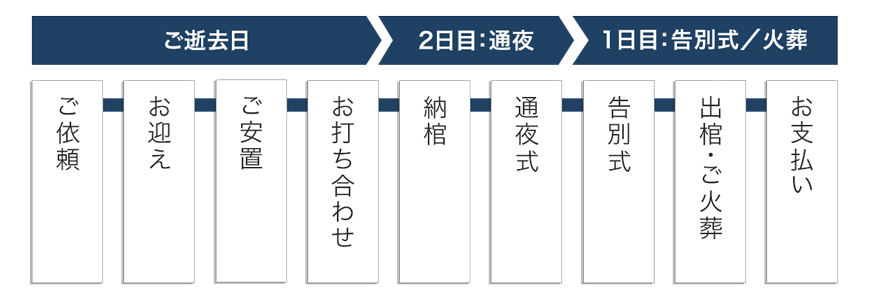 ご逝去日
2日目：通夜
1日目：告別式／火葬
ご依頼
お迎え
ご安置
お打ち合わせ
納棺
通夜式
告別式
出棺・ご火葬
お支払い